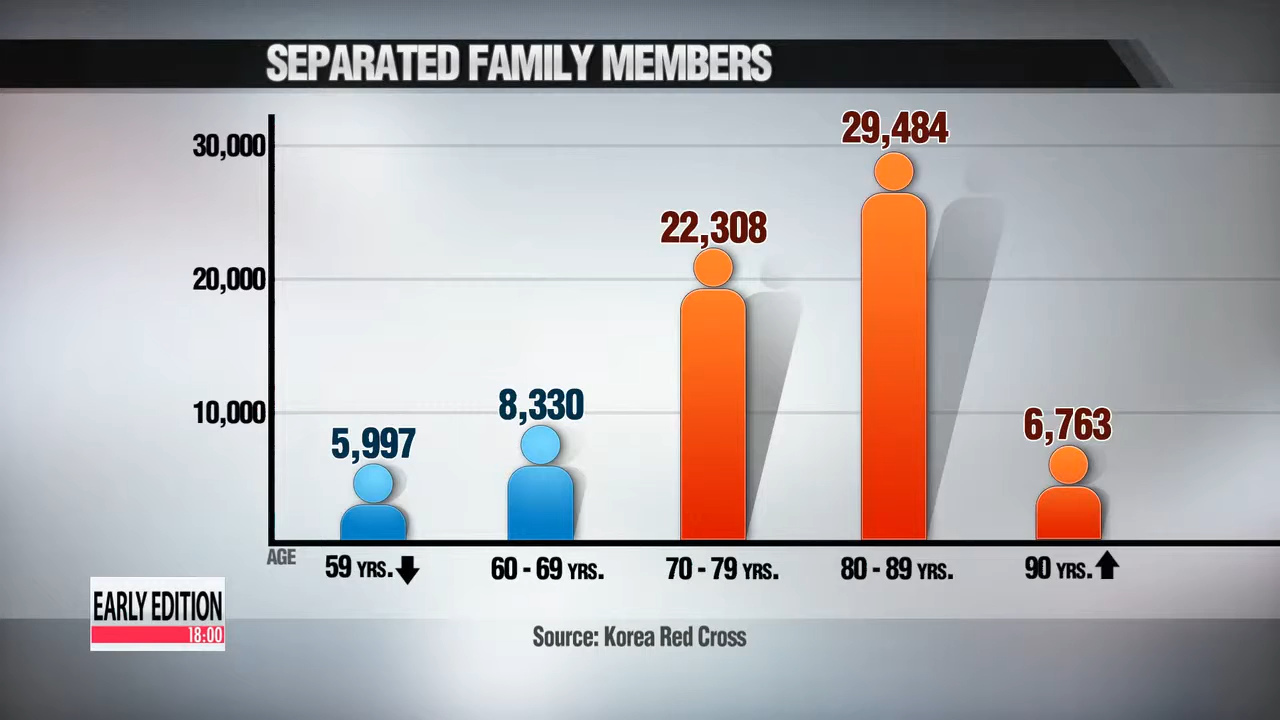 SEPARATED FAMILY MEMBERS
30,000
20,000
10,000
5,997
8,330
22,308
29,484
6,763
AGE
59 YRS.
60 - 69 YRS.
70 - 79 YRS.
80 - 89 YRS.
90 YRS.
EARLY EDITION
18:00
Source: Korea Red Cross